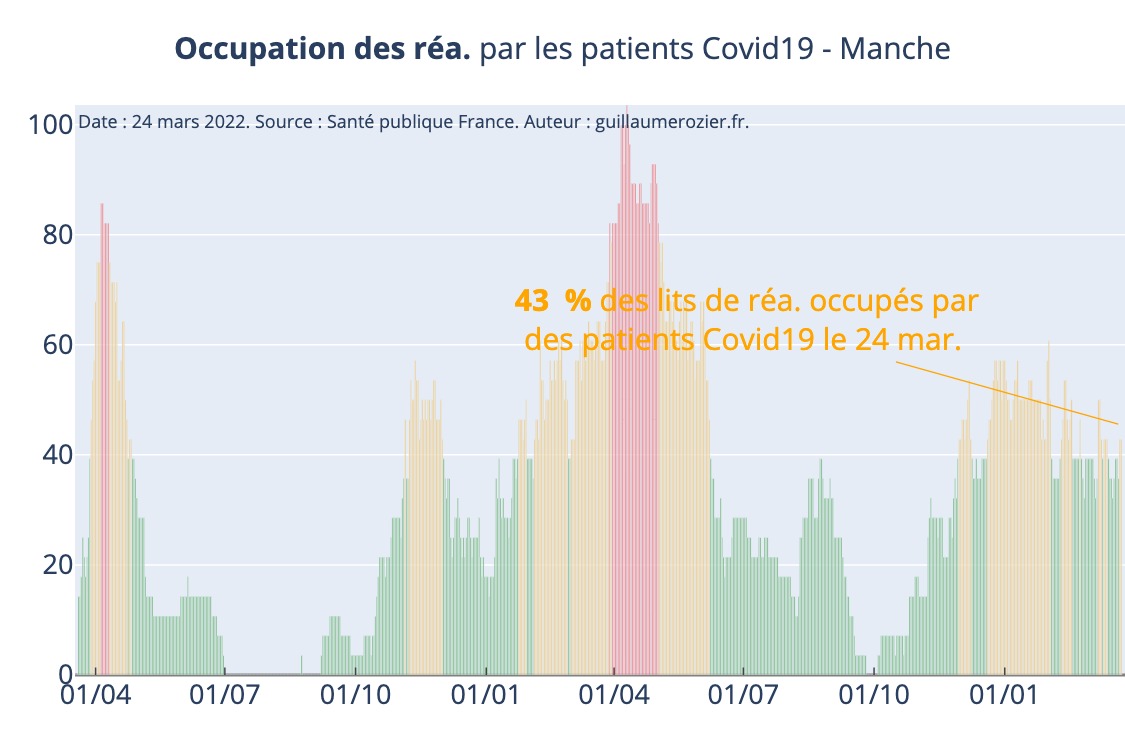 Occupation des réa. par les patients Covid19 - Manche
100
Date : 24 mars 2022. Source : Santé publique France. Auteur : guillaumerozier.fr.
80
43 % des lits de réa. occupés par
des patients Covid19 le 24 mar.
60
40
20
0
01/04 01/07 01/10 01/01 01/04 01/07 01/10 01/01